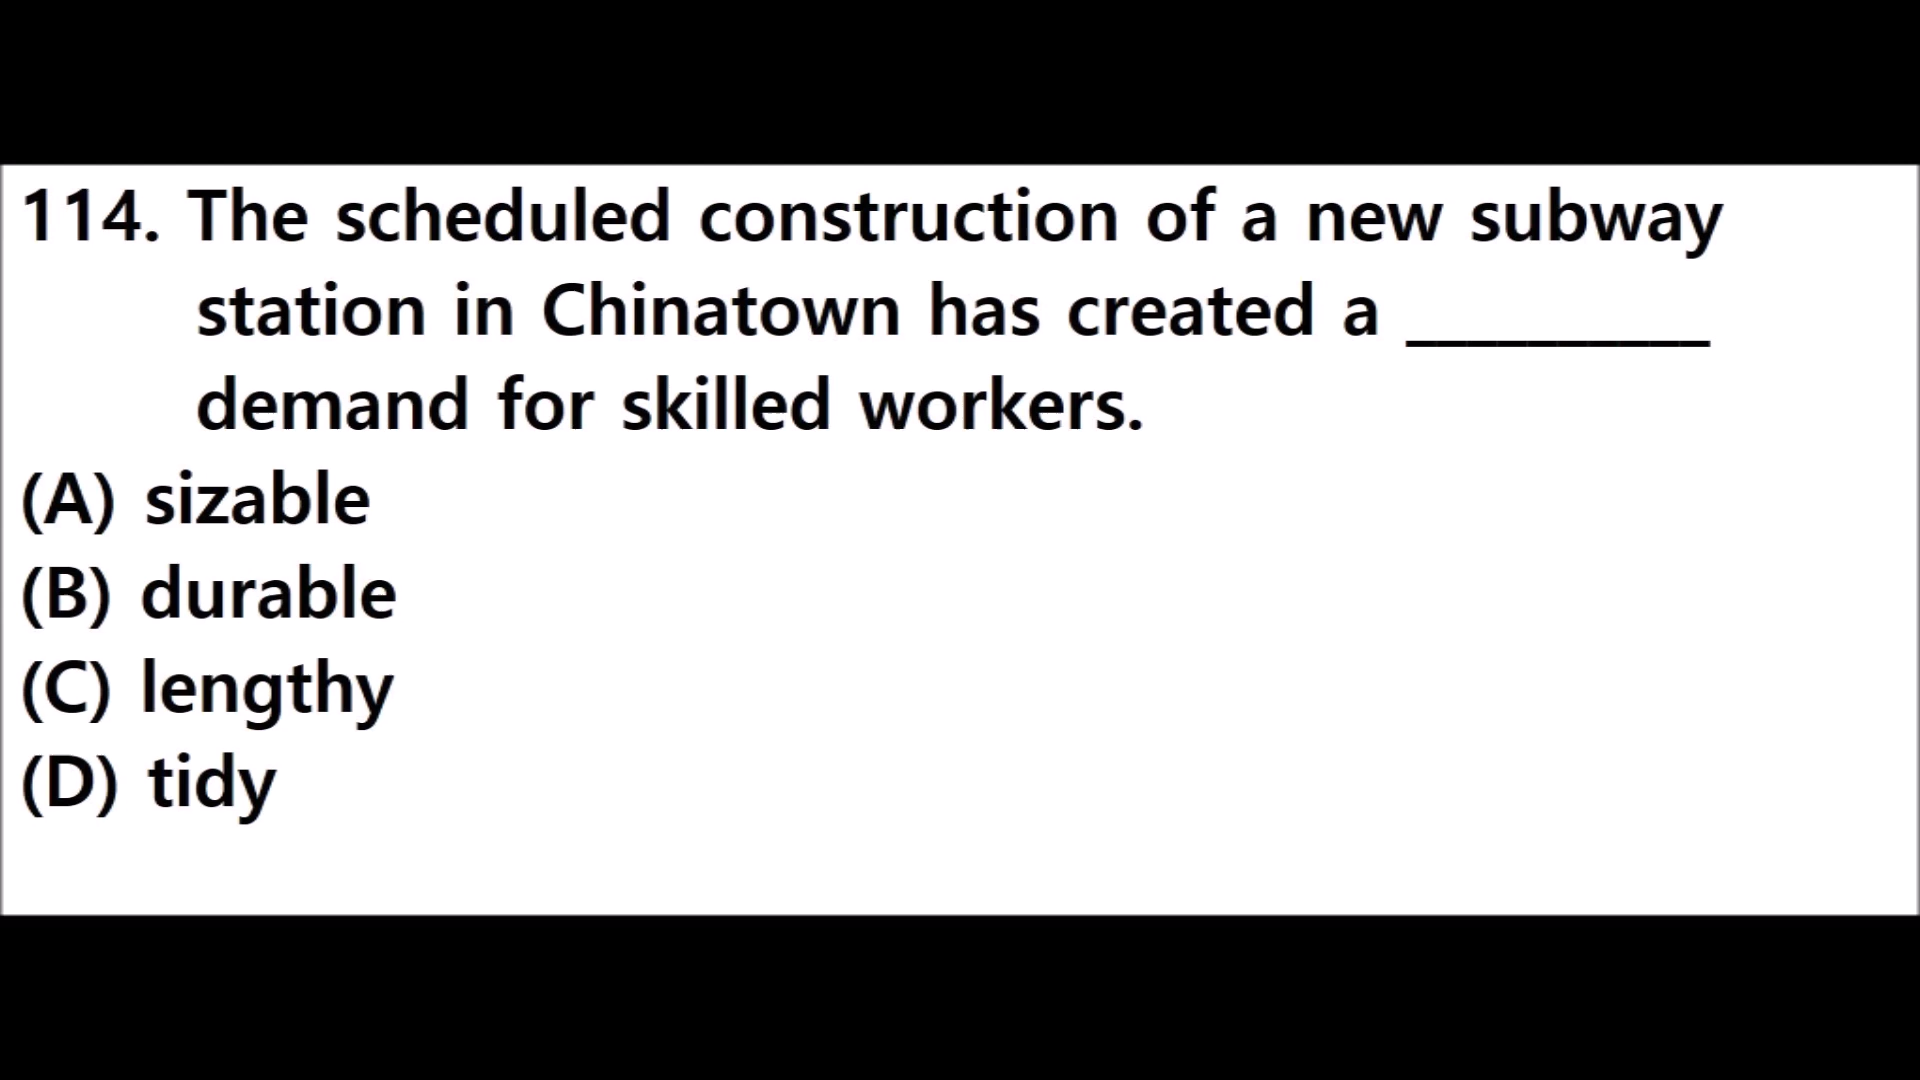 114. The scheduled construction of a new subway
station in Chinatown has created a __________
demand for skilled workers.
(A) sizable
(B) durable
(C) lengthy
(D) tidy